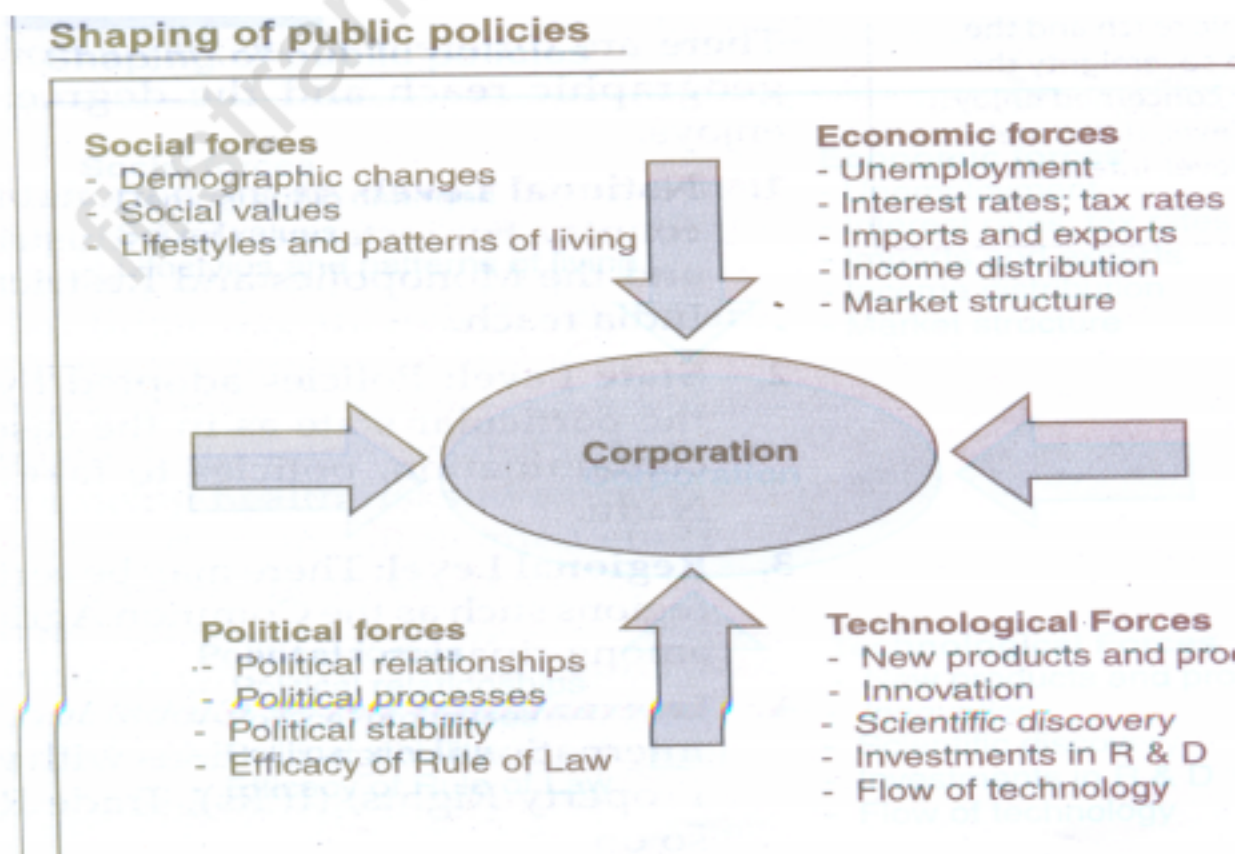 Shaping of public policies
Social forces
- Demographic changes
- Social values
- Lifestyles and patterns of living
Economic forces
- Unemployment
- Interest rates; tax rates
- Imports and exports
- Income distribution
- Market structure
Corporation
Political forces
- Political relationships
- Political processes
- Political stability
- Efficacy of Rule of Law
Technological Forces
- New products and
- Innovation
- Scientific discovery
- Investments in R & D
- Flow of technology